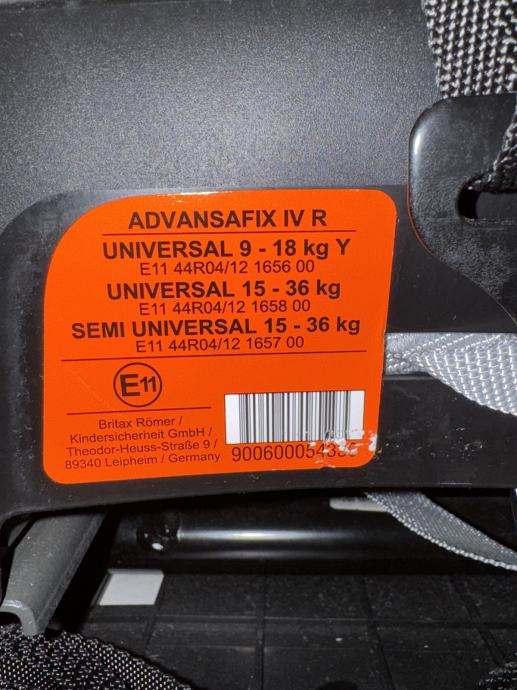 ADVANSAFIX IV R
UNIVERSAL 9 - 18 kg Y
E11 44R04/12 1656 00
UNIVERSAL 15 - 36 kg
E11 44R04/12 1658 00
SEMI UNIVERSAL 15 - 36 kg
E11 44R04/12 1657 00
E11
Britax Römer /
Kindersicherheit GmbH /
Theodor-Heuss-Straße 9 /
89340 Leipheim / Germany